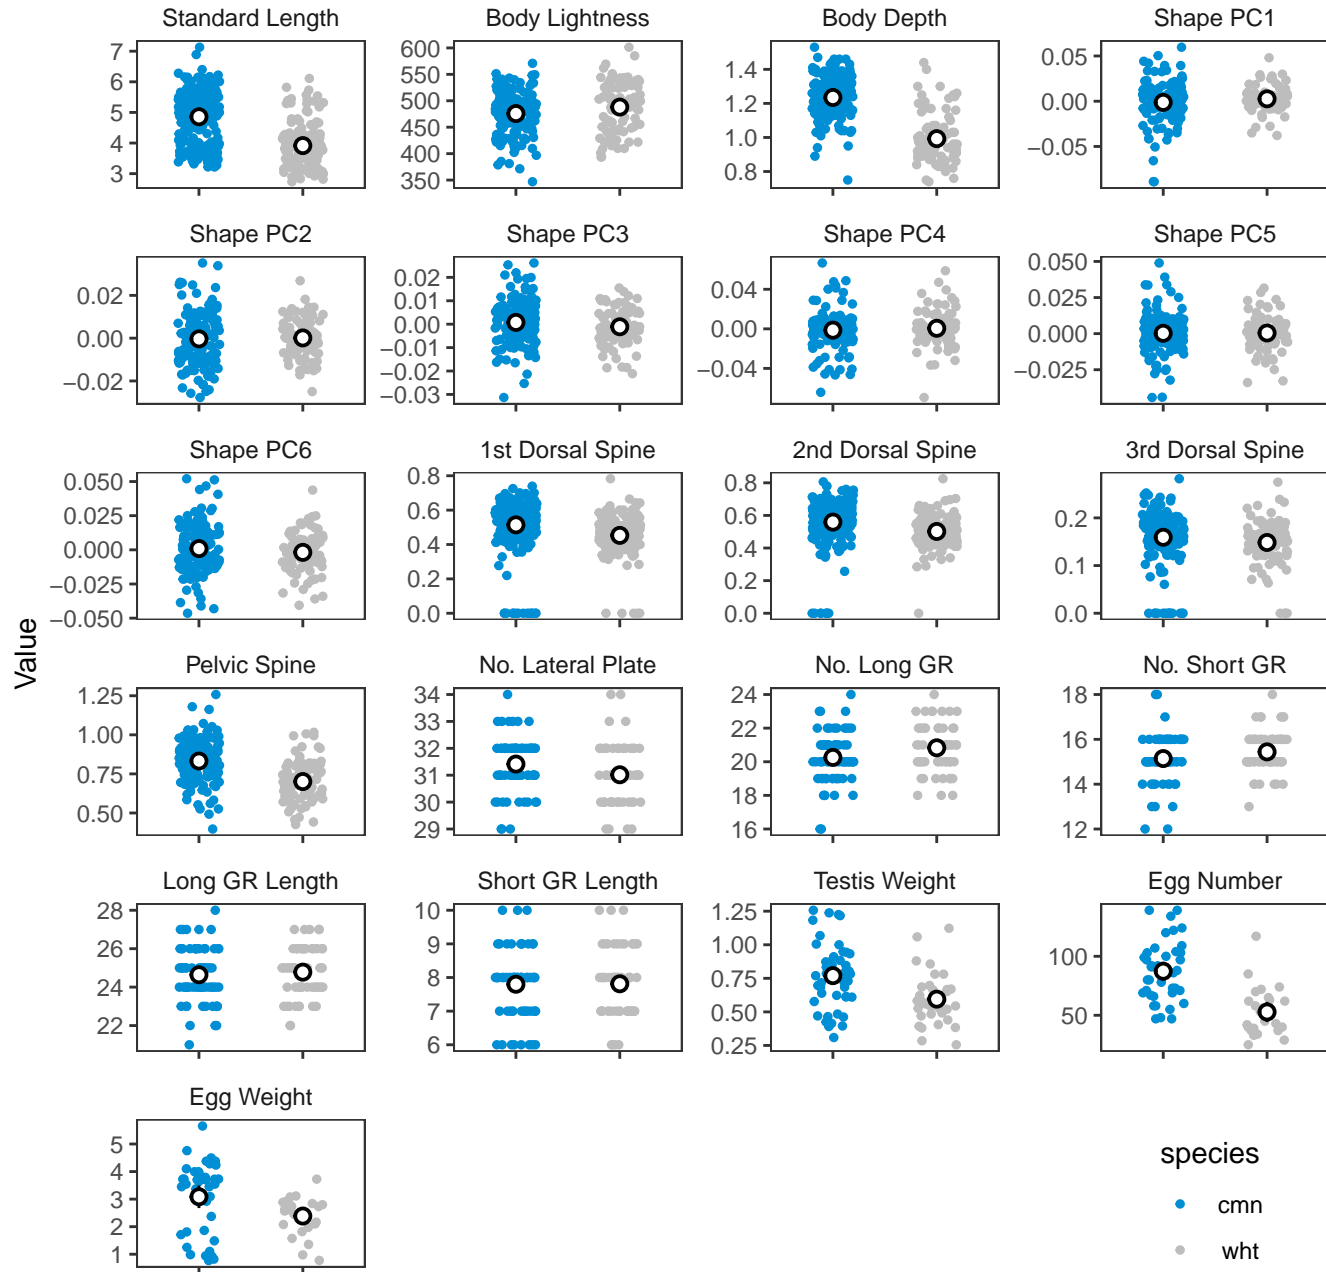 Standard Length Body Lightness Body Depth Shape PC1
7 6 5 4 3
600 550 500 450 400 350
1.4 1.2 1.0 0.8
0.05 0.00 −0.05
Shape PC2 Shape PC3 Shape PC4 Shape PC5
0.02 0.00 −0.02
0.02 0.01 0.00 −0.01 −0.02 −0.03
0.04 0.00 −0.04
0.050 0.025 0.000 −0.025
Shape PC6 1st Dorsal Spine 2nd Dorsal Spine 3rd Dorsal Spine
0.050 0.025 0.000 −0.025 −0.050
0.8 0.6 0.4 0.2 0.0
0.8 0.6 0.4 0.2 0.0
0.2 0.1 0.0
Value
Pelvic Spine No. Lateral Plate No. Long GR No. Short GR
1.25 1.00 0.75 0.50
34 33 32 31 30 29
24 22 20 18 16
18 16 14 12
Long GR Length Short GR Length Testis Weight Egg Number
28 26 24 22
10 9 8 7 6
1.25 1.00 0.75 0.50 0.25
100 50
Egg Weight
5 4 3 2 1
species
cmn
wht